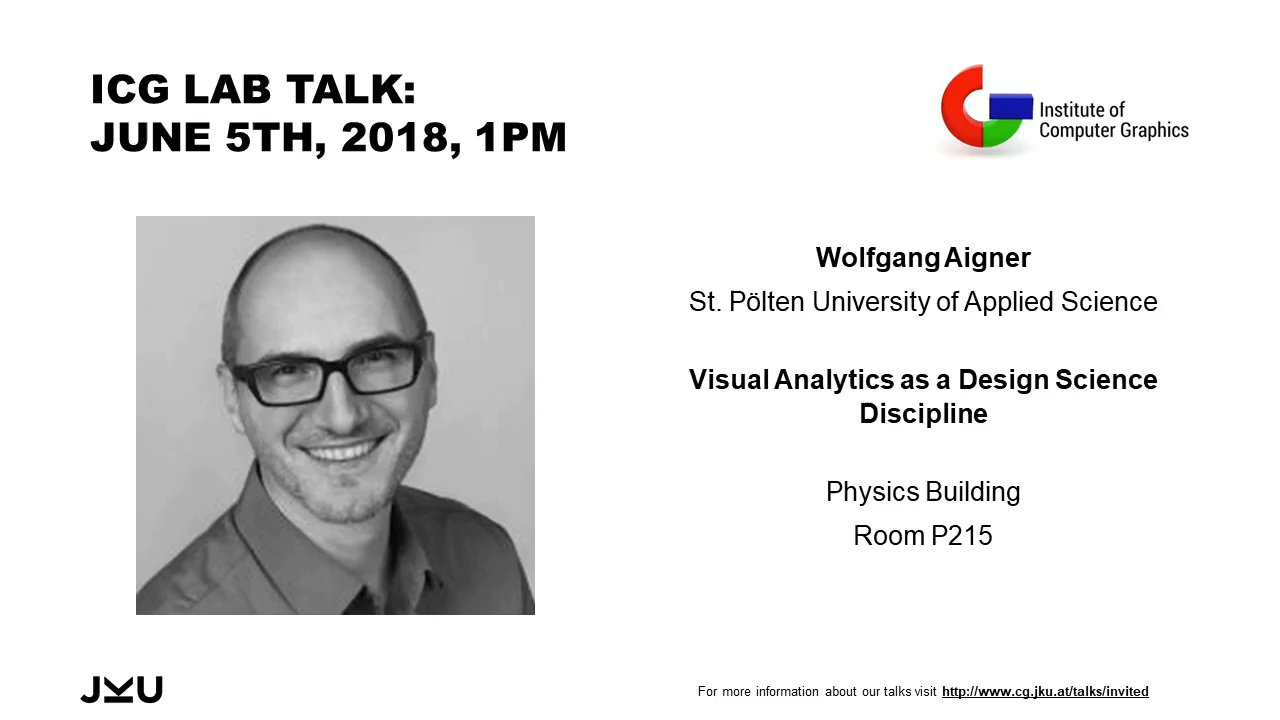 ICG LAB TALK:
JUNE 5TH, 2018, 1PM
Institute of
Computer Graphics
Wolfgang Aigner
St. Pölten University of Applied Science
Visual Analytics as a Design Science
Discipline
Physics Building
Room P215
JKU
For more information about our talks visit http://www.cg.jku.at/talks/invited